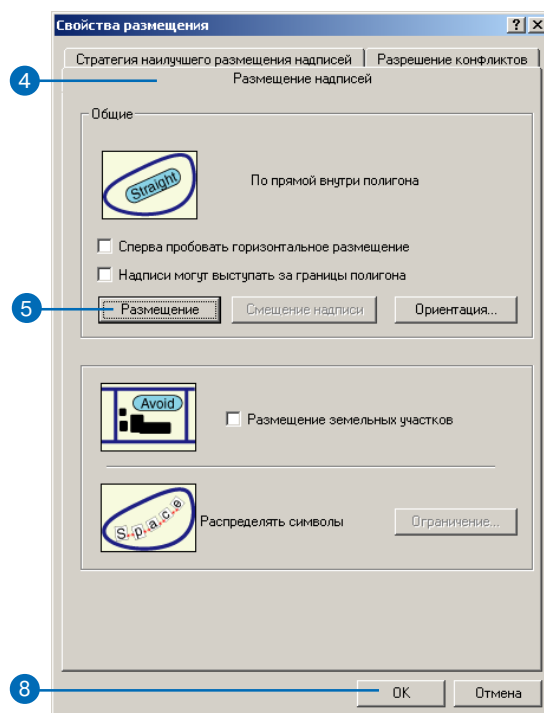 Свойства размещения
Стратегия наилучшего размещения надписей
Разрешение конфликтов
4
Размещение надписей
Общие
Straight
По прямой внутри полигона
Сперва пробовать горизонтальное размещение
Надписи могут выступать за границы полигона
5
Размещение
Смещение надписи
Ориентация...
Avoid
Размещение земельных участков
Space
Распределять символы
Ограничение...
8
OK
Отмена